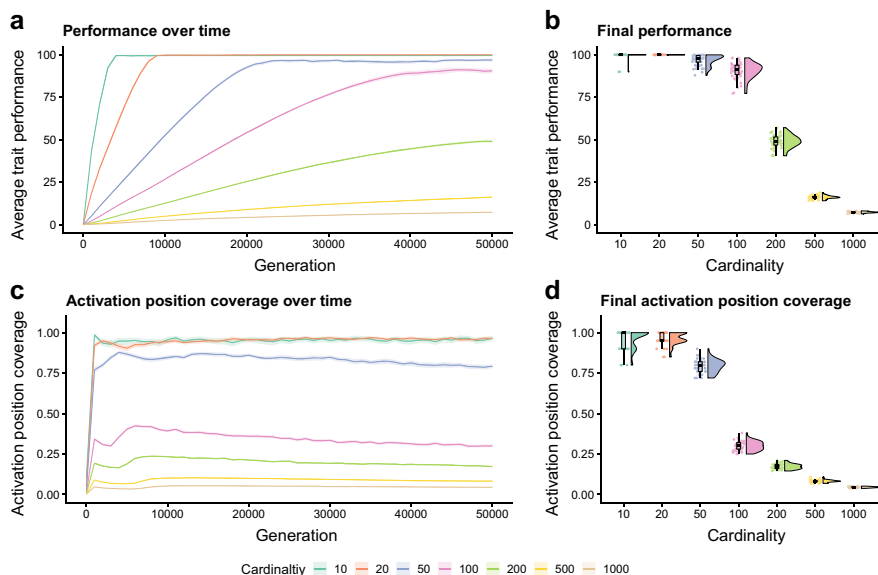 a
Performance over time
Average trait performance
100
75
50
25
0
0 10000 20000 30000 40000 50000
Generation
b
Final performance
Average trait performance
100
75
50
25
0
10 20 50 100 200 500 1000
Cardinality
c
Activation position coverage over time
Activation position coverage
1.00
0.75
0.50
0.25
0.00
0 10000 20000 30000 40000 50000
Generation
d
Final activation position coverage
Activation position coverage
1.00
0.75
0.50
0.25
0.00
10 20 50 100 200 500 1000
Cardinality
Cardinaltiy 10 20 50 100 200 500 1000